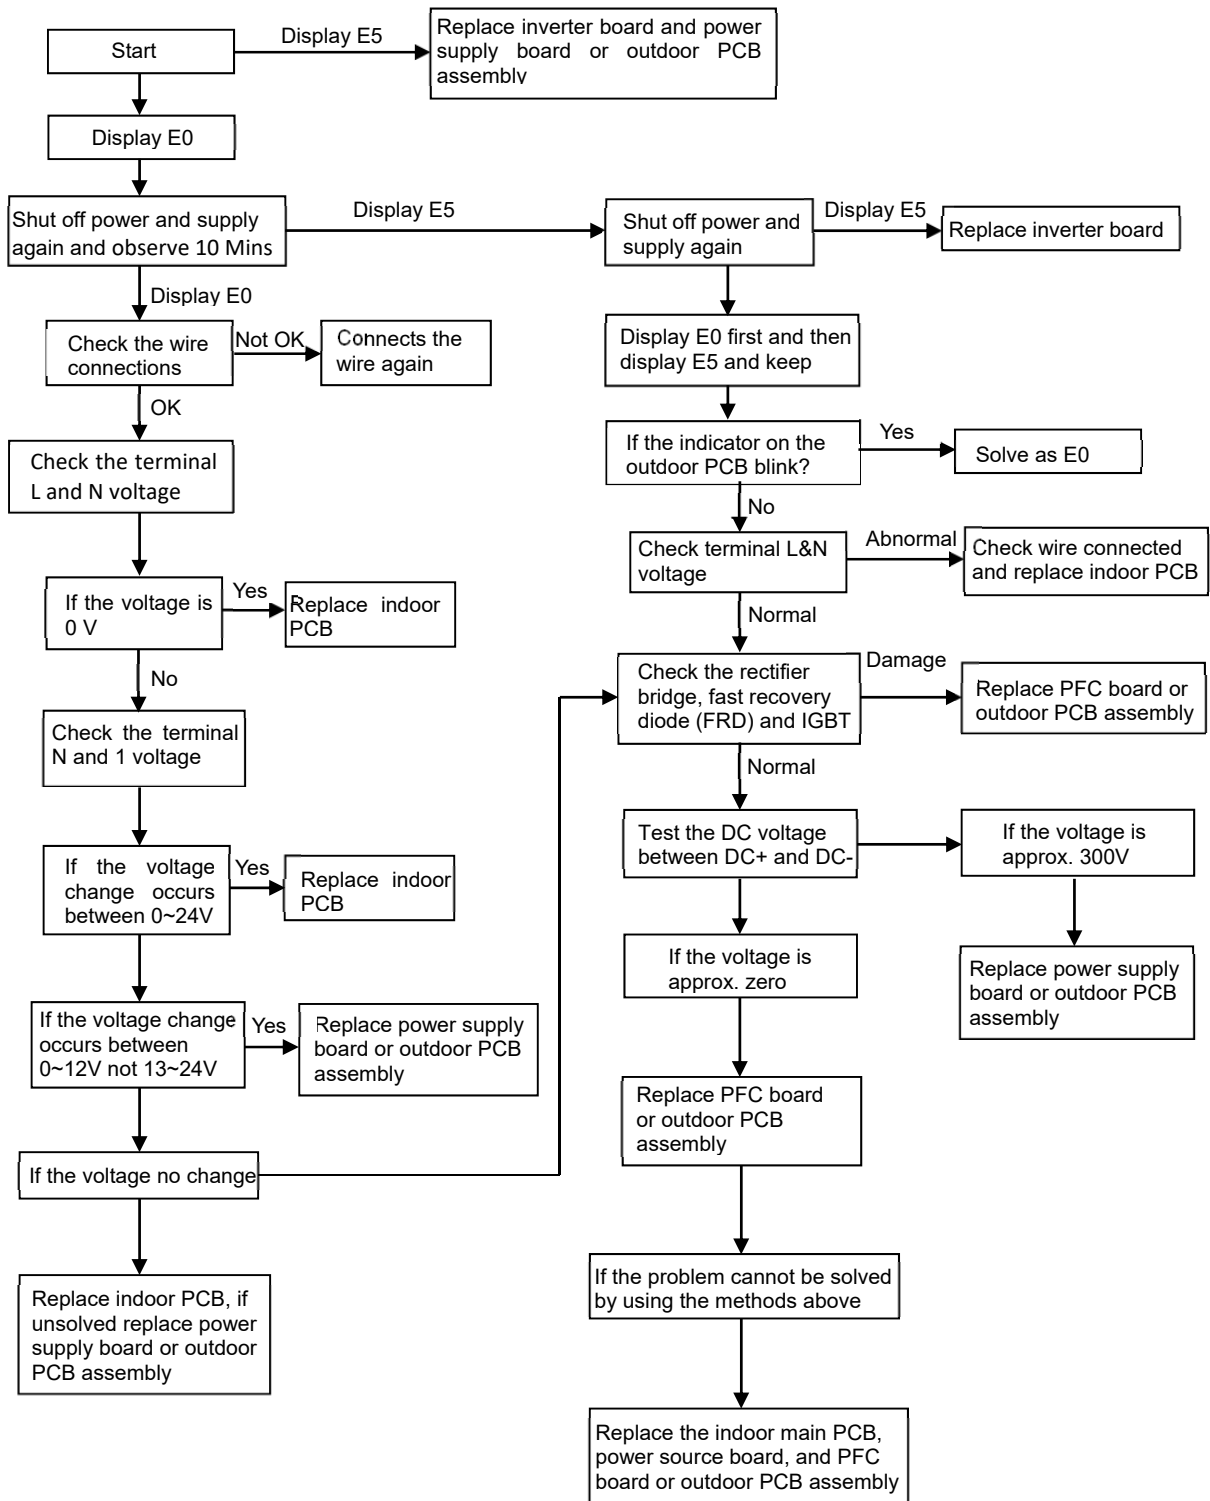 Start
Display E5
Replace inverter board and power
supply board or outdoor PCB
assembly
Display E0
Shut off power and supply
again and observe 10 Mins
Display E5
Shut off power and
supply again
Display E5
Replace inverter board
Display E0
Check the wire
connections
Not OK
Connects the
wire again
OK
Check the terminal
L and N voltage
If the voltage is
0 V
Yes
Replace indoor
PCB
No
Check the terminal
N and 1 voltage
If the voltage
change occurs
between 0~24V
Yes
Replace indoor
PCB
If the voltage change
occurs between
0~12V not 13~24V
Yes
Replace power supply
board or outdoor PCB
assembly
If the voltage no change
Replace indoor PCB, if
unsolved replace power
supply board or outdoor
PCB assembly
Display E0 first and then
display E5 and keep
If the indicator on the
outdoor PCB blink?
Yes
Solve as E0
No
Check terminal L&N
voltage
Abnormal
Check wire connected
and replace indoor PCB
Normal
Check the rectifier
bridge, fast recovery
diode (FRD) and IGBT
Damage
Replace PFC board or
outdoor PCB assembly
Normal
Test the DC voltage
between DC+ and DC-
If the voltage is
approx. 300V
Replace power supply
board or outdoor PCB
assembly
If the voltage is
approx. zero
Replace PFC board
or outdoor PCB
assembly
If the problem cannot be solved
by using the methods above
Replace the indoor main PCB,
power source board, and PFC
board or outdoor PCB assembly